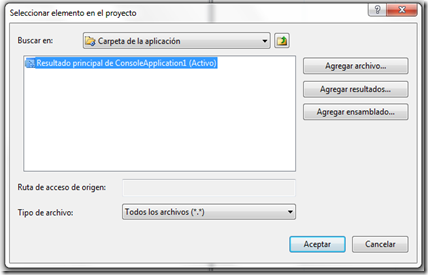 Seleccionar elemento en el proyecto
Buscar en:
Carpeta de la aplicación
Resultado principal de ConsoleApplication1 (Activo)
Agregar archivo...
Agregar resultados...
Agregar ensamblado...
Ruta de acceso de origen:
Tipo de archivo:
Todos los archivos (*.*)
Aceptar
Cancelar